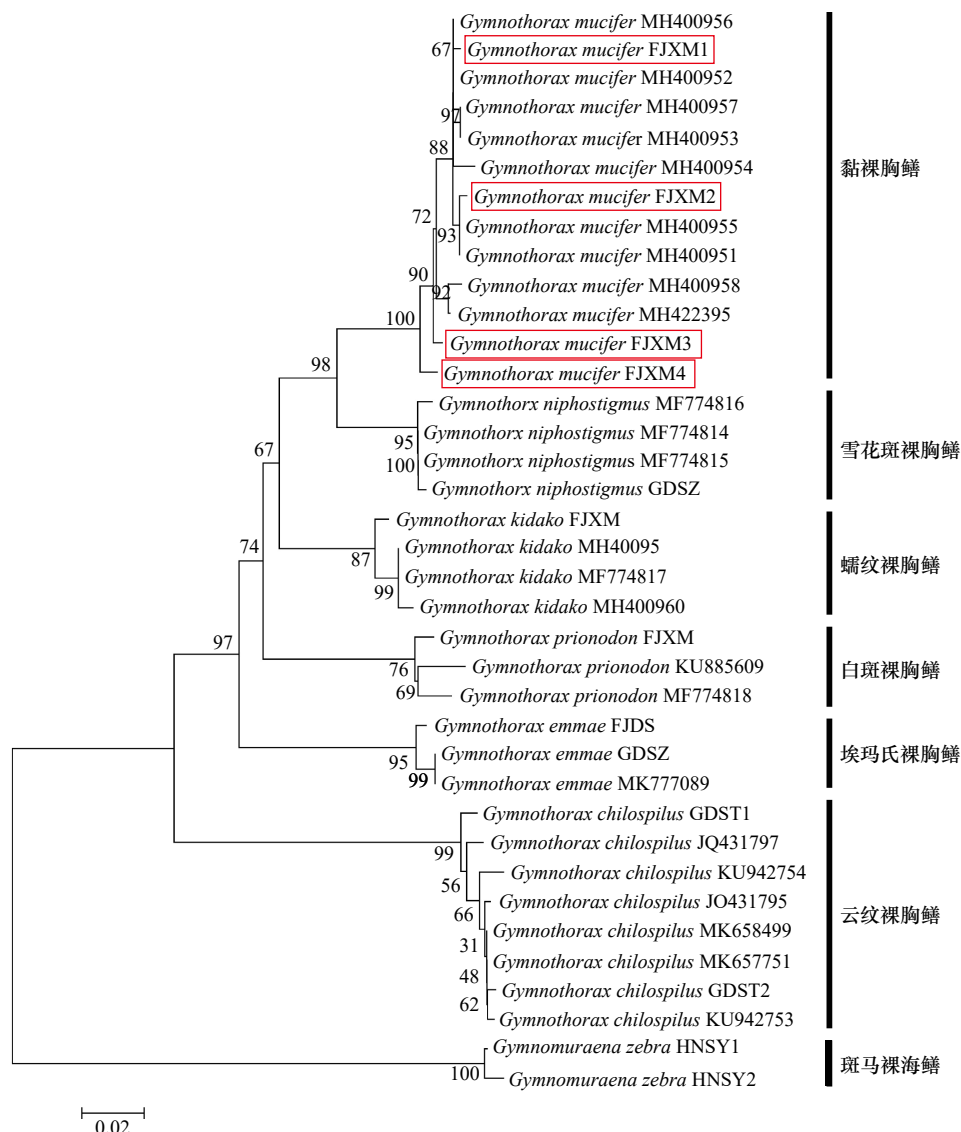 Gymnothorax mucifer MH400956
67
Gymnothorax mucifer FJXM1
Gymnothorax mucifer MH400952
Gymnothorax mucifer MH400957
97
Gymnothorax mucifer MH400953
88
Gymnothorax mucifer MH400954
黏裸胸鳝
Gymnothorax mucifer FJXM2
72
Gymnothorax mucifer MH400955
93
Gymnothorax mucifer MH400951
90
Gymnothorax mucifer MH400958
92
Gymnothorax mucifer MH422395
100
Gymnothorax mucifer FJXM3
98
Gymnothorax mucifer FJXM4
Gymnothorx niphostigmus MF774816
Gymnothorx niphostigmus MF774814
95
雪花斑裸胸鳝
67
Gymnothorx niphostigmus MF774815
100
Gymnothorx niphostigmus GDSZ
Gymnothorax kidako FJXM
74
Gymnothorax kidako MH40095
87
蠕纹裸胸鳝
Gymnothorax kidako MF774817
99
Gymnothorax kidako MH400960
97
Gymnothorax prionodon FJXM
76
Gymnothorax prionodon KU885609
白斑裸胸鳝
69
Gymnothorax prionodon MF774818
Gymnothorax emmae FJDS
95
Gymnothorax emmae GDSZ
埃玛氏裸胸鳝
99
Gymnothorax emmae MK777089
Gymnothorax chilospilus GDST1
99
Gymnothorax chilospilus JQ431797
56
Gymnothorax chilospilus KU942754
66
Gymnothorax chilospilus JO431795
云纹裸胸鳝
Gymnothorax chilospilus MK658499
31
Gymnothorax chilospilus MK657751
48
Gymnothorax chilospilus GDST2
62
Gymnothorax chilospilus KU942753
Gymnomuraena zebra HNSY1
斑马裸海鳝
100
Gymnomuraena zebra HNSY2
0.02